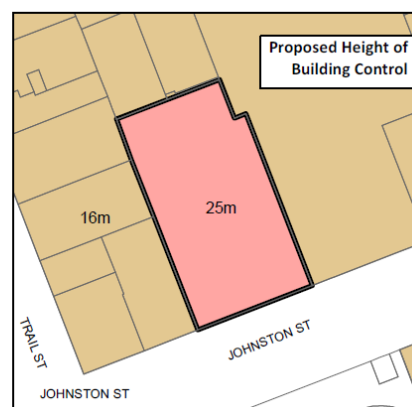 Proposed Height of
Building Control
25m
16m
TRAIL ST
JOHNSTON ST
JOHNSTON ST